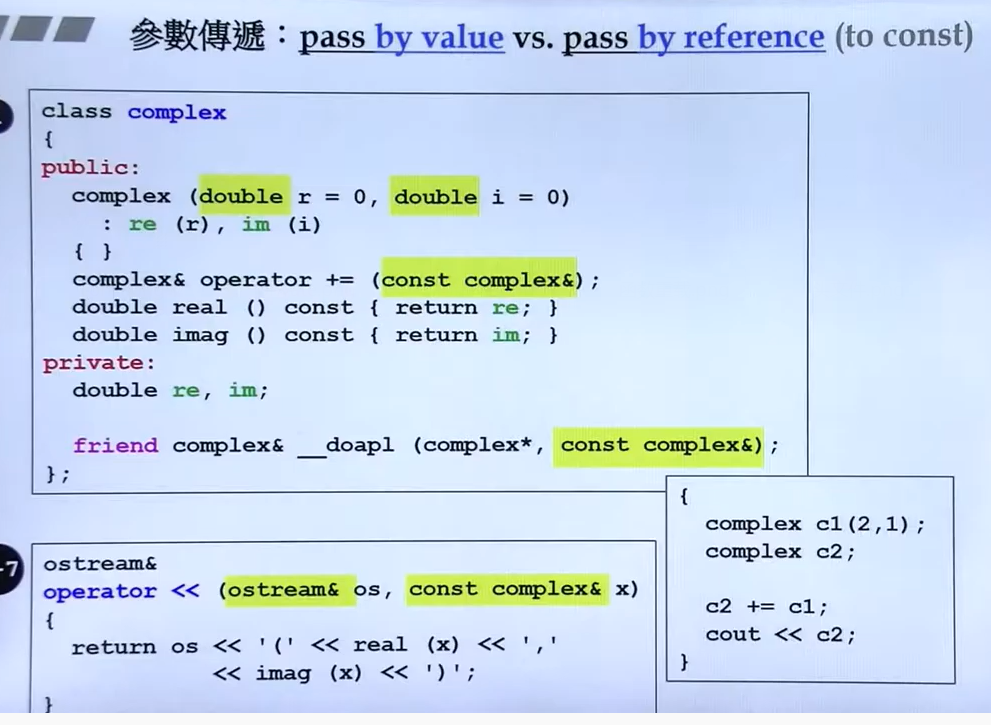 參數傳遞：pass by value vs. pass by reference (to const)
class complex
{
public:
complex (double r = 0, double i = 0)
: re (r), im (i)
{ }
complex& operator += (const complex&);
double real () const { return re; }
double imag () const { return im; }
private:
double re, im;
friend complex& __doapl (complex*, const complex&);
};
{
complex c1(2,1);
complex c2;
c2 += c1;
cout << c2;
}
-7
ostream&
operator << (ostream& os, const complex& x)
{
return os << '(' << real (x) << ','
<< imag (x) << ')';
}